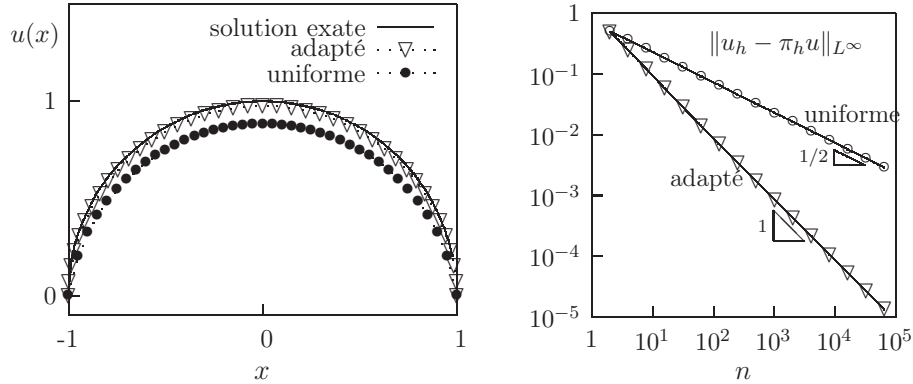 u(x)
solution exate
adapté
uniforme
1
0
-1
0
1
x
1
10^{-1}
10^{-2}
10^{-3}
10^{-4}
10^{-5}
‖u_h − π_h u‖_{L^∞}
uniforme
1/2
adapté
1
1
10^1
10^2
10^3
10^4
10^5
n